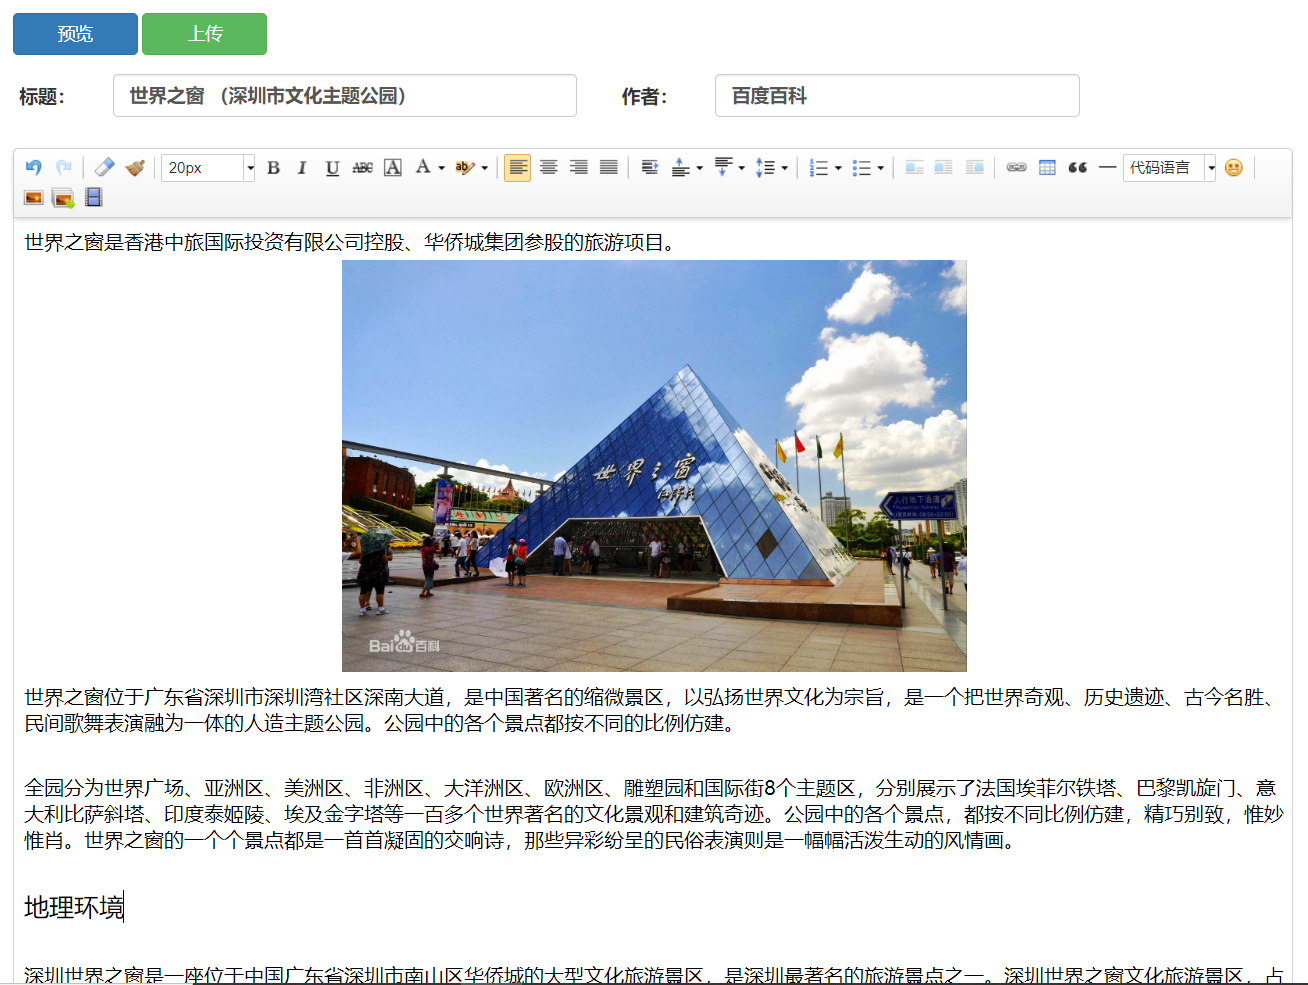 预览 上传
标题： 世界之窗 （深圳市文化主题公园） 作者： 百度百科
20px B I U ABC A A ab 代码语言
世界之窗是香港中旅国际投资有限公司控股、华侨城集团参股的旅游项目。
世界之窗
人行地下通道
Bai du 百科
世界之窗位于广东省深圳市深圳湾社区深南大道，是中国著名的缩微景区，以弘扬世界文化为宗旨，是一个把世界奇观、历史遗迹、古今名胜、
民间歌舞表演融为一体的人造主题公园。公园中的各个景点都按不同的比例仿建。
全园分为世界广场、亚洲区、美洲区、非洲区、大洋洲区、欧洲区、雕塑园和国际街8个主题区，分别展示了法国埃菲尔铁塔、巴黎凯旋门、意
大利比萨斜塔、印度泰姬陵、埃及金字塔等一百多个世界著名的文化景观和建筑奇迹。公园中的各个景点，都按不同比例仿建，精巧别致，惟妙
惟肖。世界之窗的一个个景点都是一首首凝固的交响诗，那些异彩纷呈的民俗表演则是一幅幅活泼生动的风情画。
地理环境
深圳世界之窗是一座位于中国广东省深圳市南山区华侨城的大型文化旅游景区，是深圳最著名的旅游景点之一。深圳世界之窗文化旅游景区，占